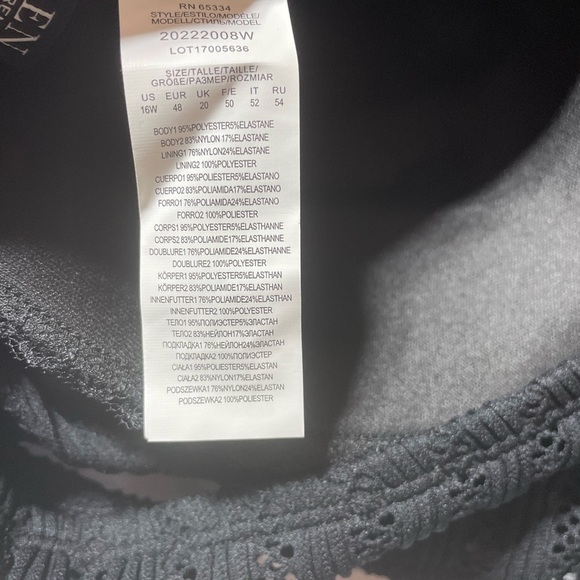 EN
RN 65334
STYLE/ESTILO/MODÈLE/
MODELL/СТИЛЬ/MODEL
20222008W
LOT17005636
SIZE/TALLE/TAILLE/
GRÖßE/РАЗМЕР/ROZMIAR
US EUR UK F/E IT RU
16W 48 20 50 52 54
BODY1 95%POLYESTER5%ELASTANE
BODY2 83%NYLON 17%ELASTANE
LINING1 76%NYLON24%ELASTANE
LINING2 100%POLYESTER
CUERPO1 95%POLIESTER5%ELASTANO
CUERPO2 83%POLIAMIDA17%ELASTANO
FORRO1 76%POLIAMIDA24%ELASTANO
FORRO2 100%POLIESTER
CORPS1 95%POLYESTER5%ELASTHANNE
CORPS2 83%POLIAMIDE17%ELASTHANNE
DOUBLURE1 76%POLIAMIDE24%ELASTHANNE
DOUBLURE2 100%POLYESTER
KÖRPER1 95%POLYESTER5%ELASTHAN
KÖRPER2 83%POLIAMIDE17%ELASTHAN
INNENFUTTER1 76%POLIAMIDE24%ELASTHAN
INNENFUTTER2 100%POLYESTER
ТЕЛО1 95%ПОЛИЭСТЕР5%ЭЛАСТАН
ТЕЛО2 83%НЕЙЛОН17%ЭЛАСТАН
ПОДКЛАДКА1 76%НЕЙЛОН24%ЭЛАСТАН
ПОДКЛАДКА2 100%ПОЛИЭСТЕР
CIAŁA1 95%POLIESTER5%ELASTAN
CIAŁA2 83%NYLON17%ELASTAN
PODSZEWKA1 76%NYLON24%ELASTAN
PODSZEWKA2 100%POLIESTER